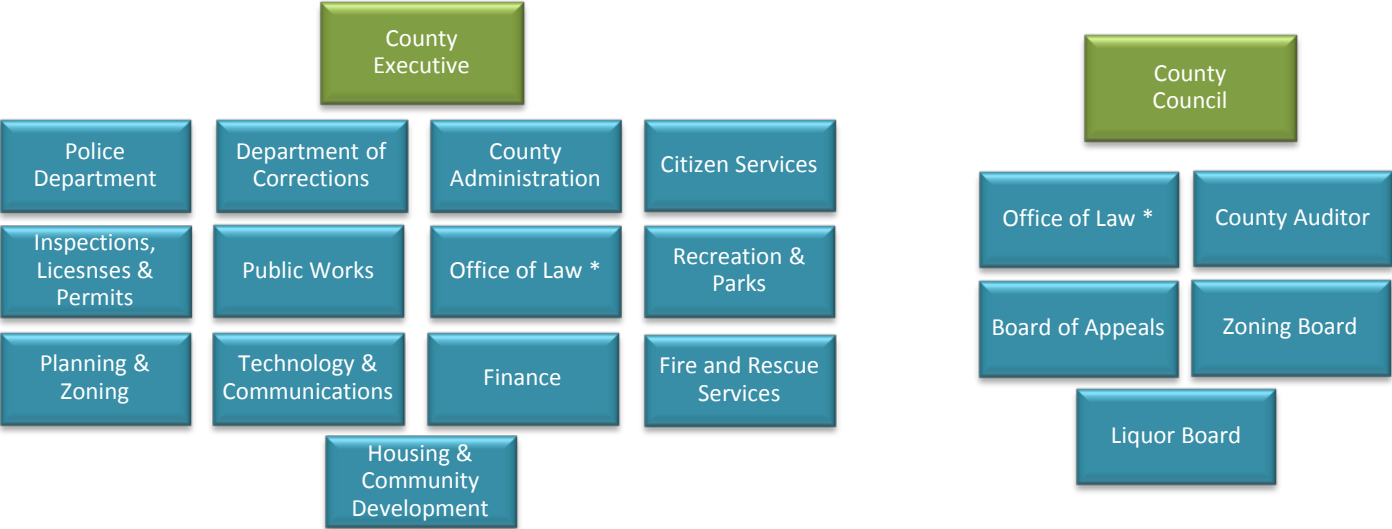 County
Executive
Police
Department
Department of
Corrections
County
Administration
Citizen Services
Inspections,
Licesnses &
Permits
Public Works
Office of Law *
Recreation &
Parks
Planning &
Zoning
Technology &
Communications
Finance
Fire and Rescue
Services
Housing &
Community
Development
County
Council
Office of Law *
County Auditor
Board of Appeals
Zoning Board
Liquor Board